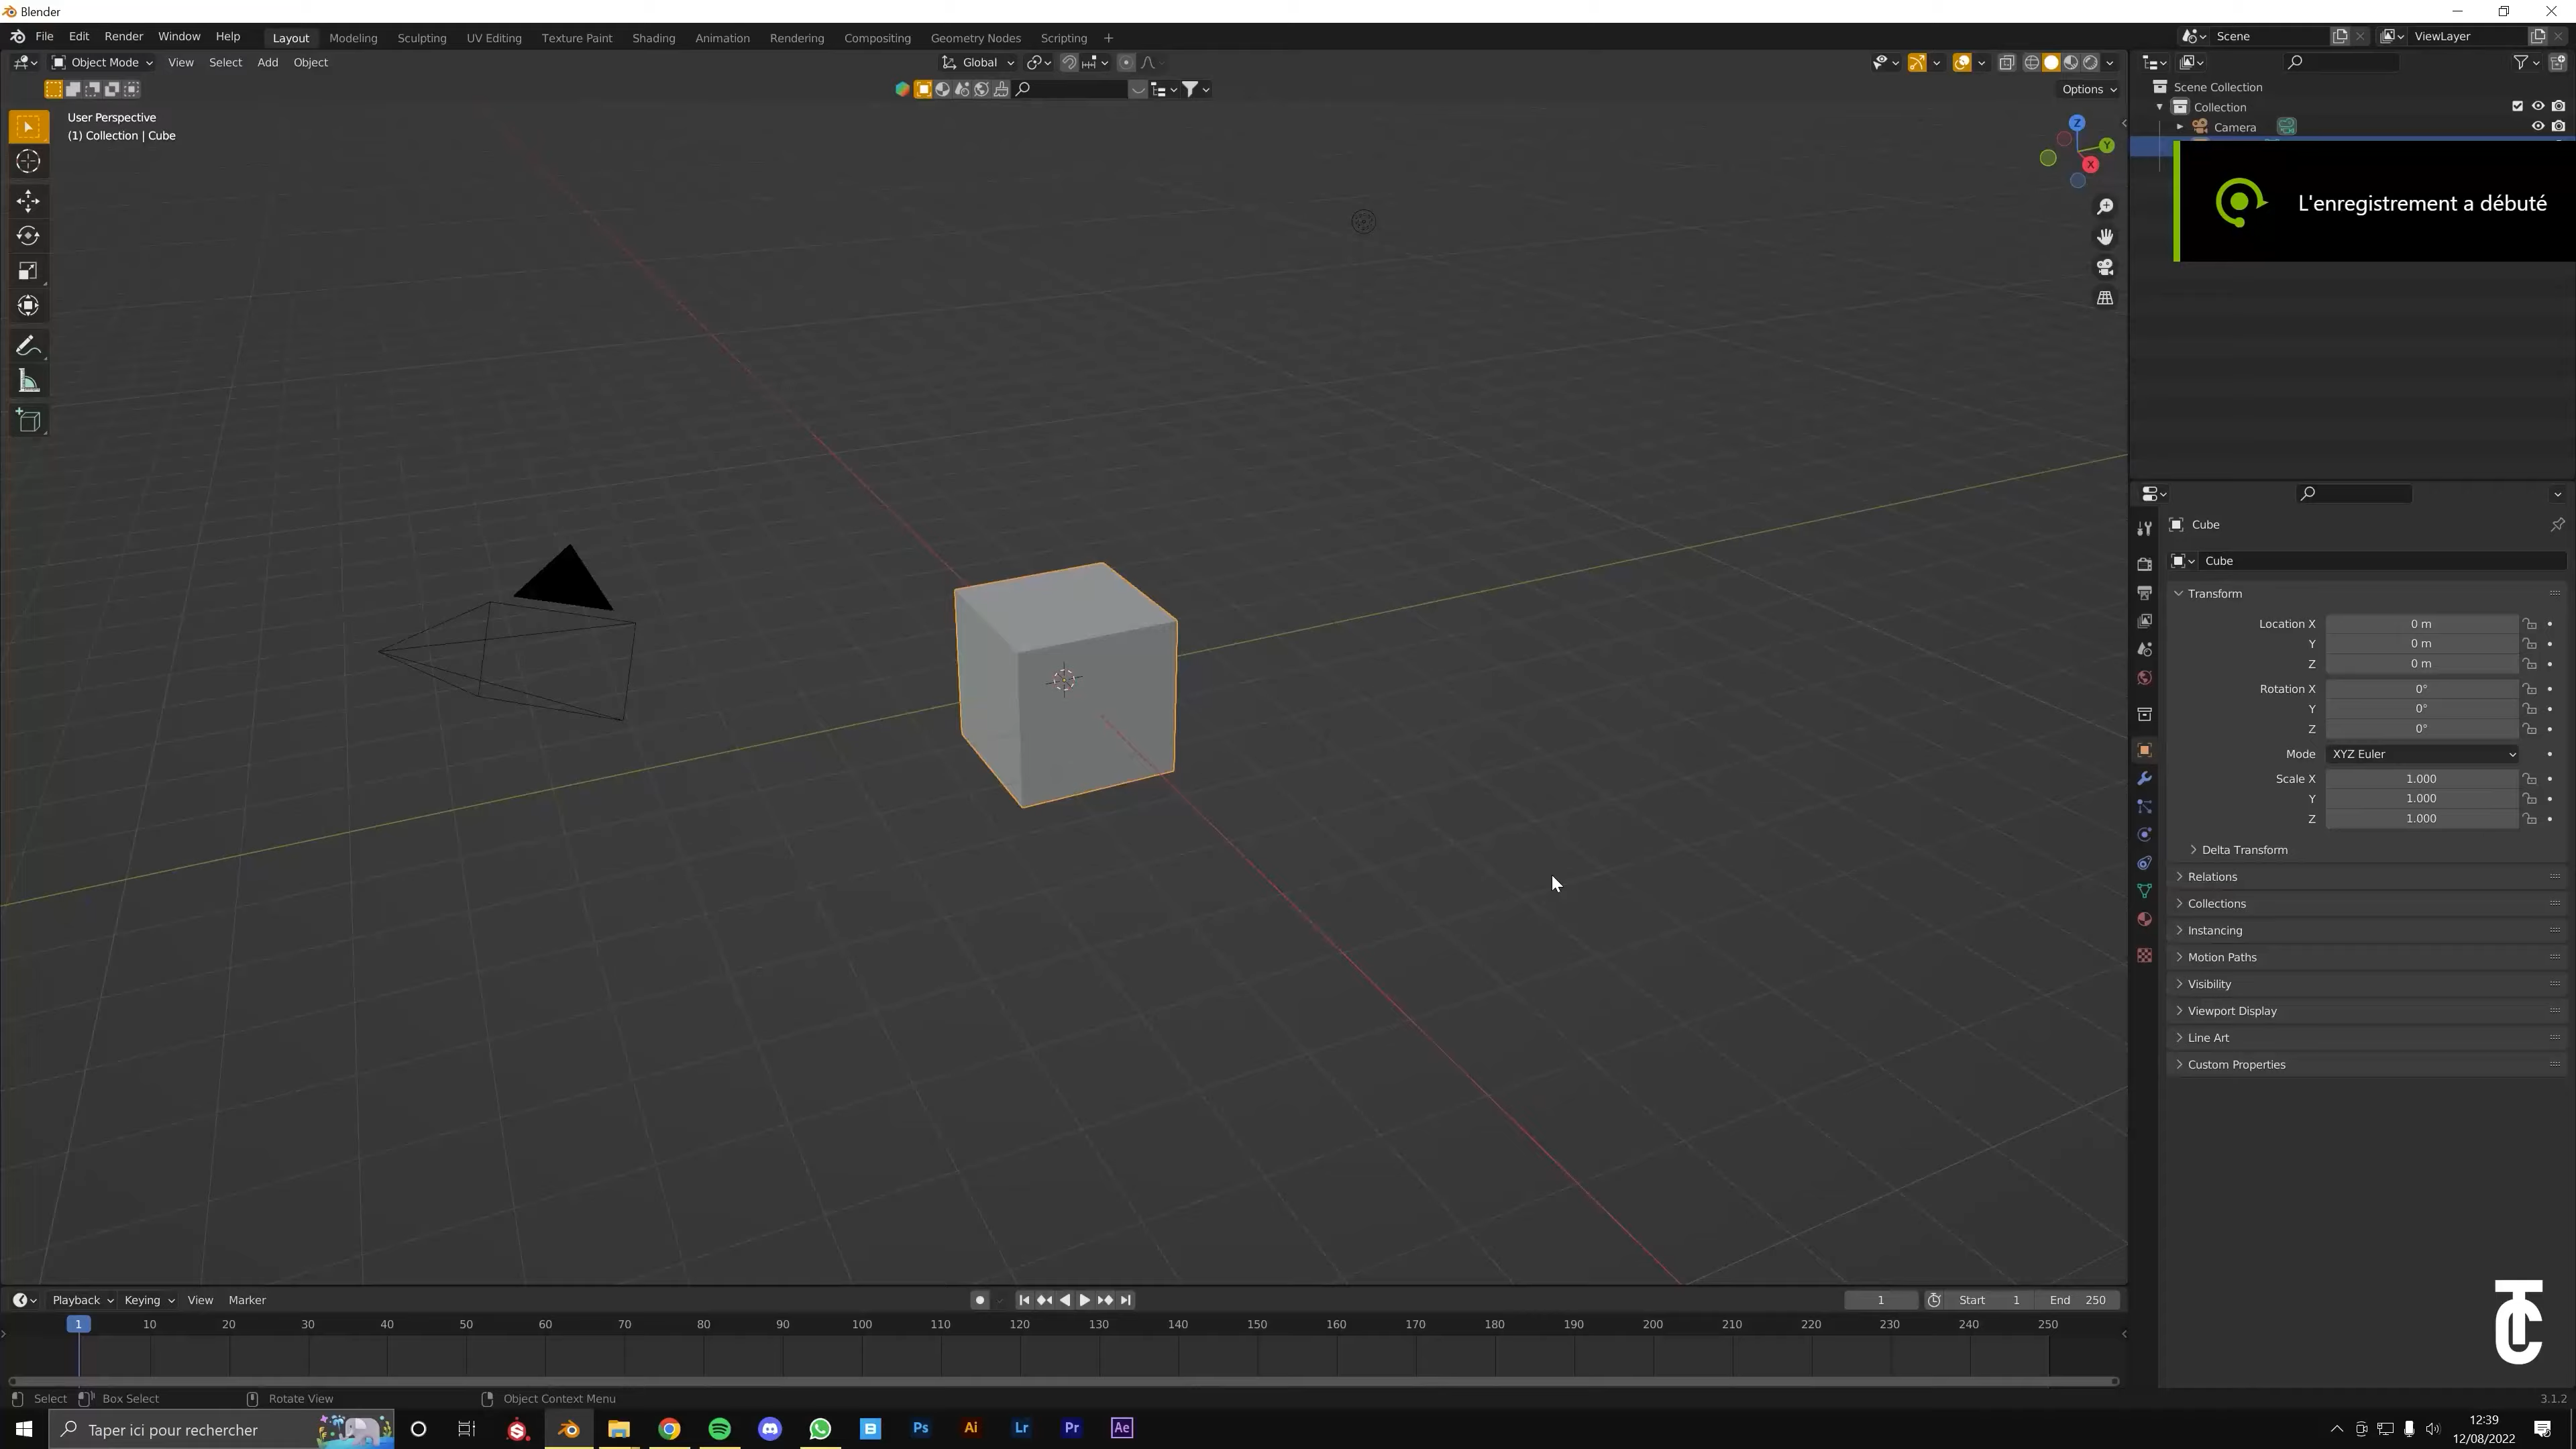 Blender
File Edit Render Window Help Layout Modeling Sculpting UV Editing Texture Paint Shading Animation Rendering Compositing Geometry Nodes Scripting + Scene ViewLayer
Object Mode View Select Add Object Global
Options
User Perspective
(1) Collection | Cube
Z
Y
X
Scene Collection
Collection
Camera
L'enregistrement a débuté
Cube
Cube
Transform
Location X 0 m
Y 0 m
Z 0 m
Rotation X 0°
Y 0°
Z 0°
Mode XYZ Euler
Scale X 1.000
Y 1.000
Z 1.000
Delta Transform
Relations
Collections
Instancing
Motion Paths
Visibility
Viewport Display
Line Art
Custom Properties
Playback Keying View Marker 1 Start 1 End 250
1 10 20 30 40 50 60 70 80 90 100 110 120 130 140 150 160 170 180 190 200 210 220 230 240 250
Select Box Select Rotate View Object Context Menu 3.1.2
Taper ici pour rechercher S B Ps Ai Lr Pr Ae
12:39
12/08/2022
TC